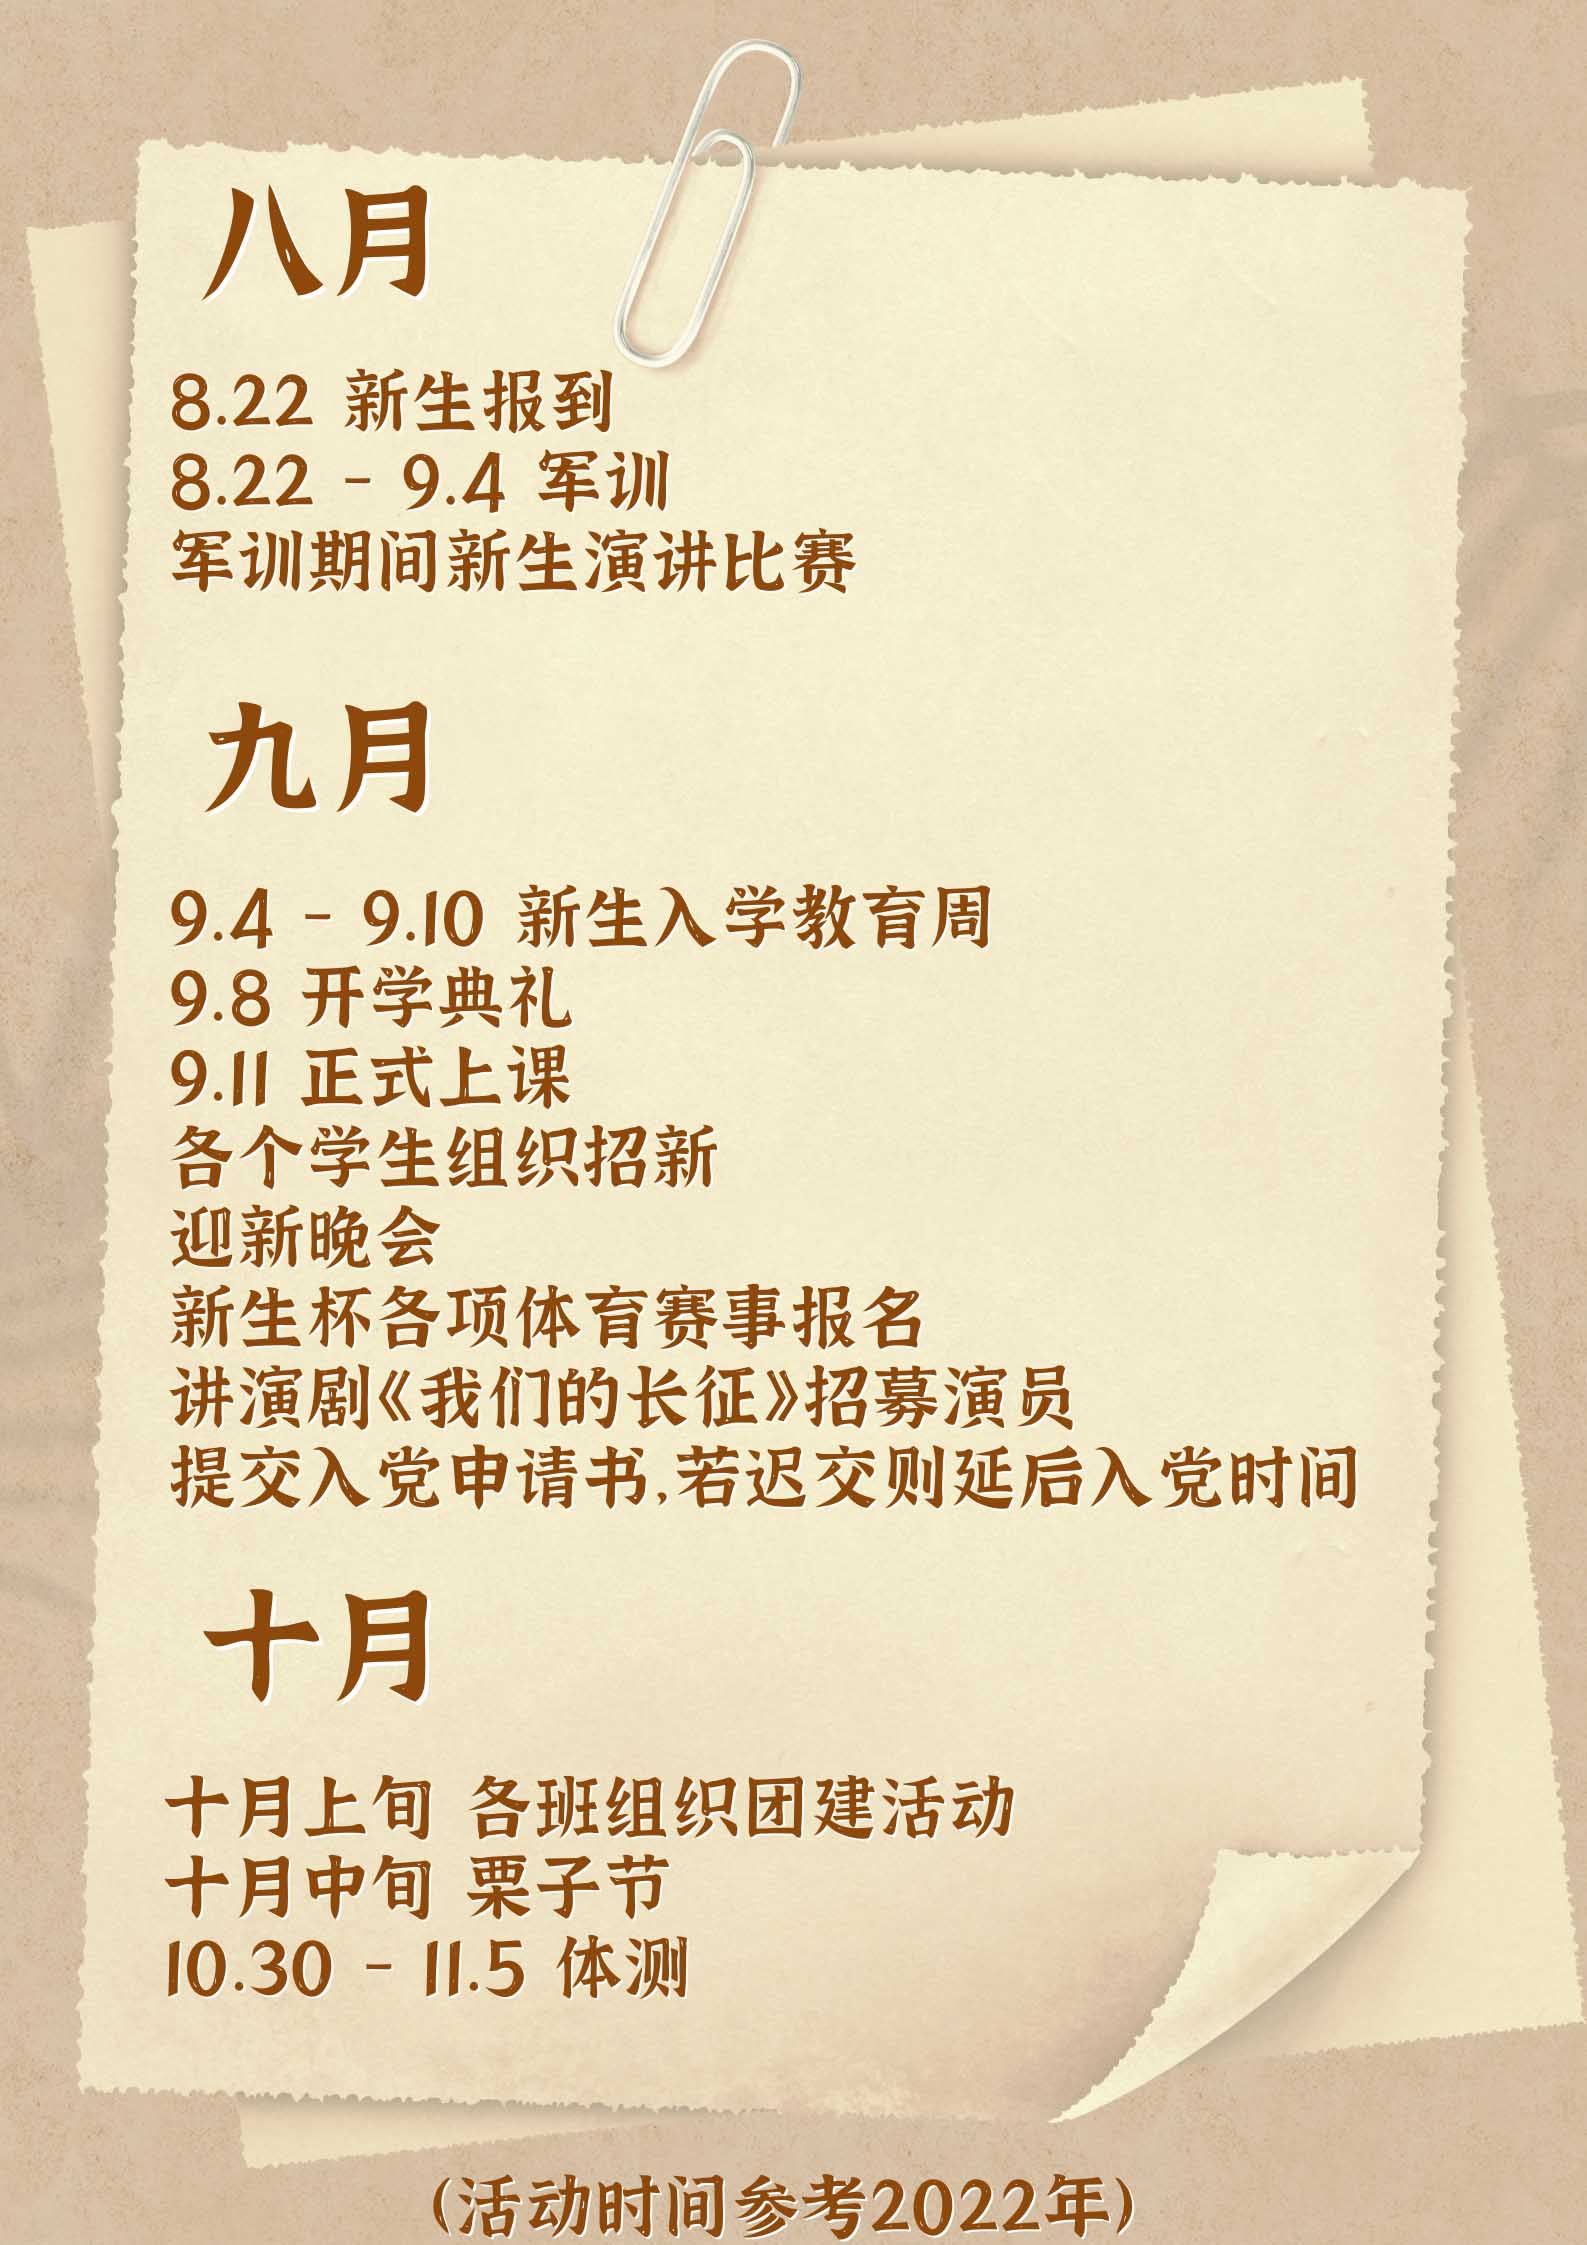 八月
8.22 新生报到
8.22 - 9.4 军训
军训期间新生演讲比赛
九月
9.4 - 9.10 新生入学教育周
9.8 开学典礼
9.11 正式上课
各个学生组织招新
迎新晚会
新生杯各项体育赛事报名
讲演剧《我们的长征》招募演员
提交入党申请书,若迟交则延后入党时间
十月
十月上旬 各班组织团建活动
十月中旬 栗子节
10.30 - 11.5 体测
(活动时间参考2022年)